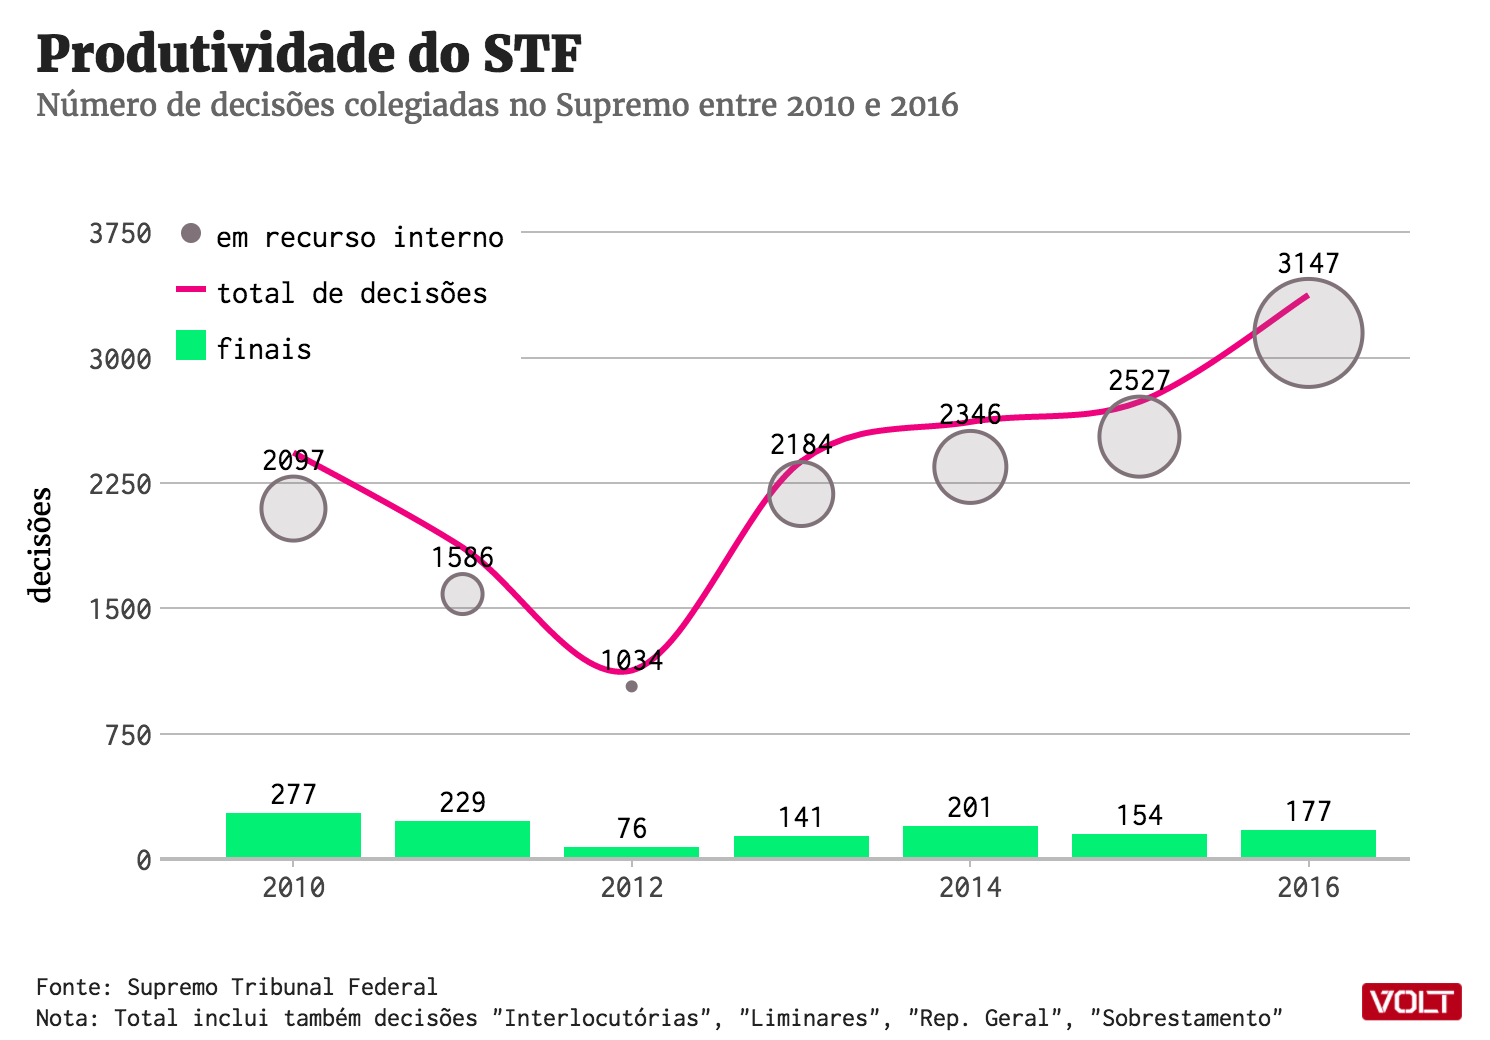 Produtividade do STF
Número de decisões colegiadas no Supremo entre 2010 e 2016
3750
em recurso interno
3147
total de decisões
3000
finais
2527
2346
2184
2097
2250
decisões
1586
1500
1034
750
277
229
76
141
201
154
177
0
2010
2012
2014
2016
Fonte: Supremo Tribunal Federal
Nota: Total inclui também decisões "Interlocutórias", "Liminares", "Rep. Geral", "Sobrestamento"
VOLT